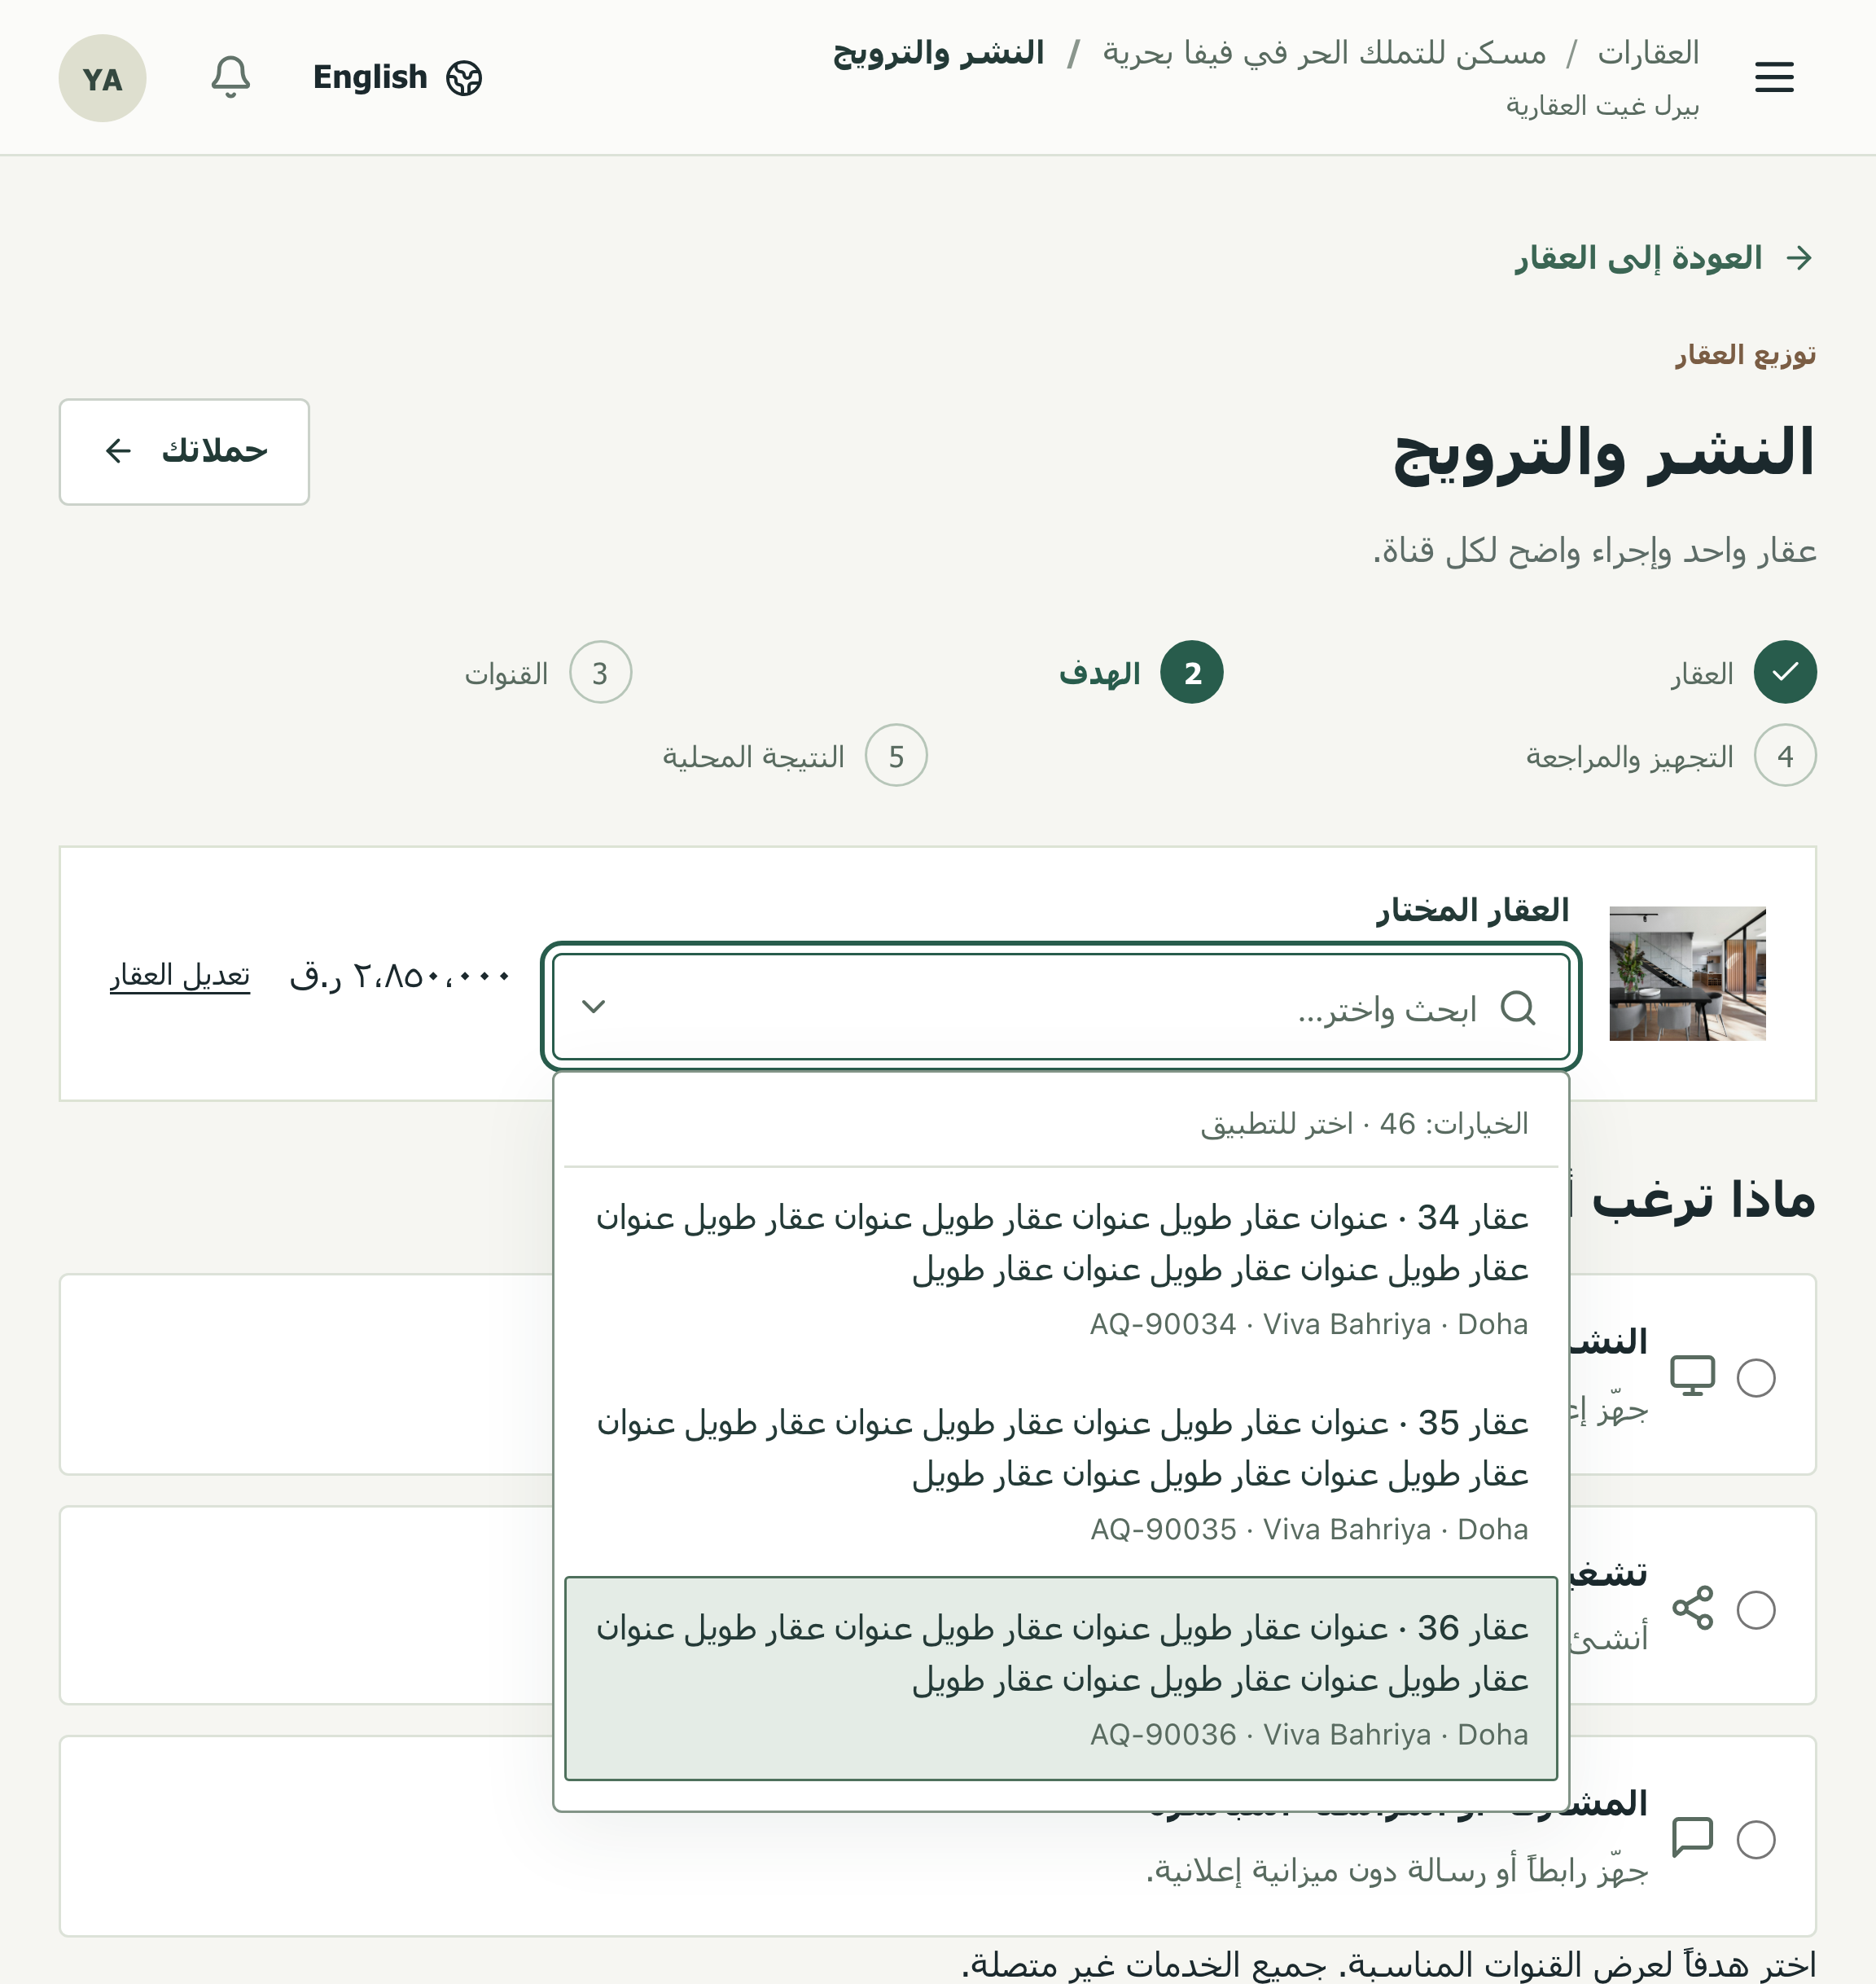 العقارات / مسكن للتملك الحر في فيفا بحرية / النشر والترويج
بيرل غيت العقارية
English
YA
العودة إلى العقار
توزيع العقار
النشر والترويج
حملاتك
عقار واحد وإجراء واضح لكل قناة.
العقار
2 الهدف
3 القنوات
4 التجهيز والمراجعة
5 النتيجة المحلية
العقار المختار
ابحث واختر...
٢،٨٥٠،٠٠٠ ر.ق
تعديل العقار
الخيارات: 46 · اختر للتطبيق
عقار 34 · عنوان عقار طويل عنوان عقار طويل عنوان عقار طويل عنوان
عقار طويل عنوان عقار طويل عنوان عقار طويل
AQ-90034 · Viva Bahriya · Doha
عقار 35 · عنوان عقار طويل عنوان عقار طويل عنوان عقار طويل عنوان
عقار طويل عنوان عقار طويل عنوان عقار طويل
AQ-90035 · Viva Bahriya · Doha
عقار 36 · عنوان عقار طويل عنوان عقار طويل عنوان عقار طويل عنوان
عقار طويل عنوان عقار طويل عنوان عقار طويل
AQ-90036 · Viva Bahriya · Doha
ماذا ترغب
النشر
جهّز
جهّز رابطاً أو رسالة دون ميزانية إعلانية.
اختر هدفاً لعرض القنوات المناسبة. جميع الخدمات غير متصلة.